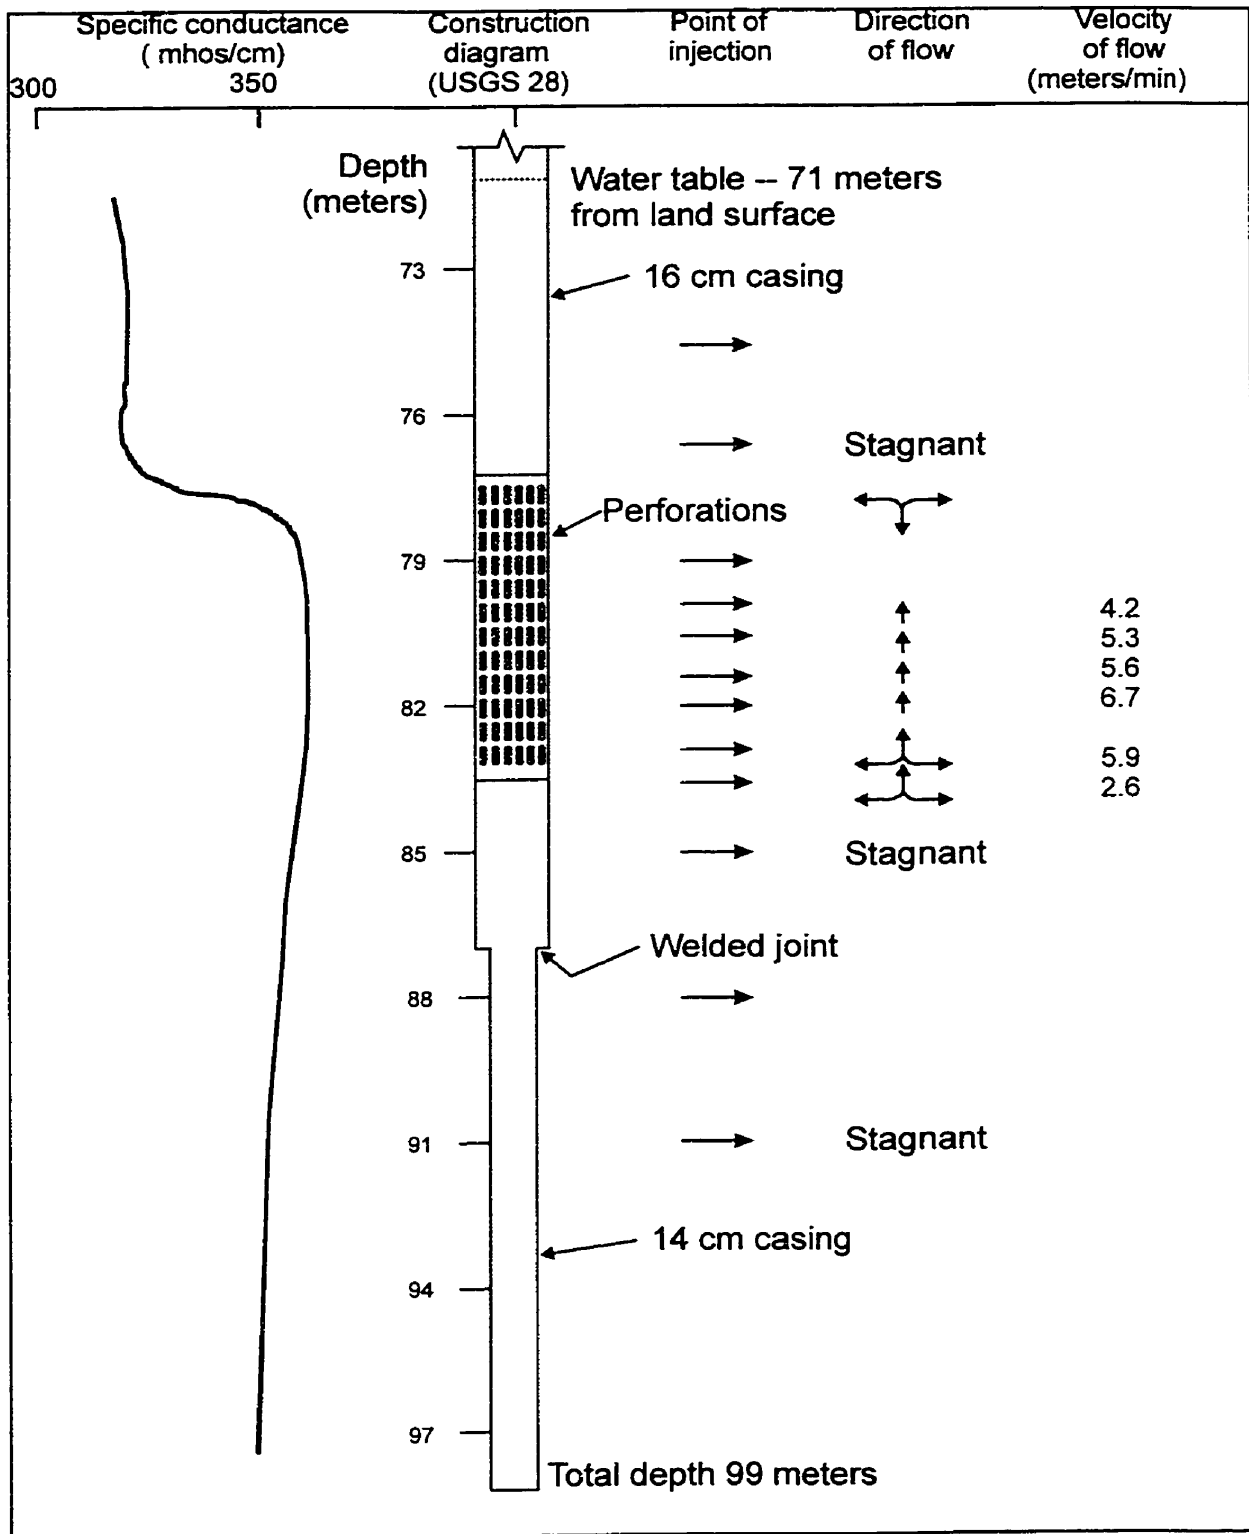 Specific conductance
( mhos/cm)
300
350
Construction
diagram
(USGS 28)
Point of
injection
Direction
of flow
Velocity
of flow
(meters/min)
Depth
(meters)
Water table – 71 meters
from land surface
73
16 cm casing
76
Stagnant
Perforations
79
4.2
5.3
5.6
6.7
82
5.9
2.6
85
Stagnant
Welded joint
88
91
Stagnant
14 cm casing
94
97
Total depth 99 meters